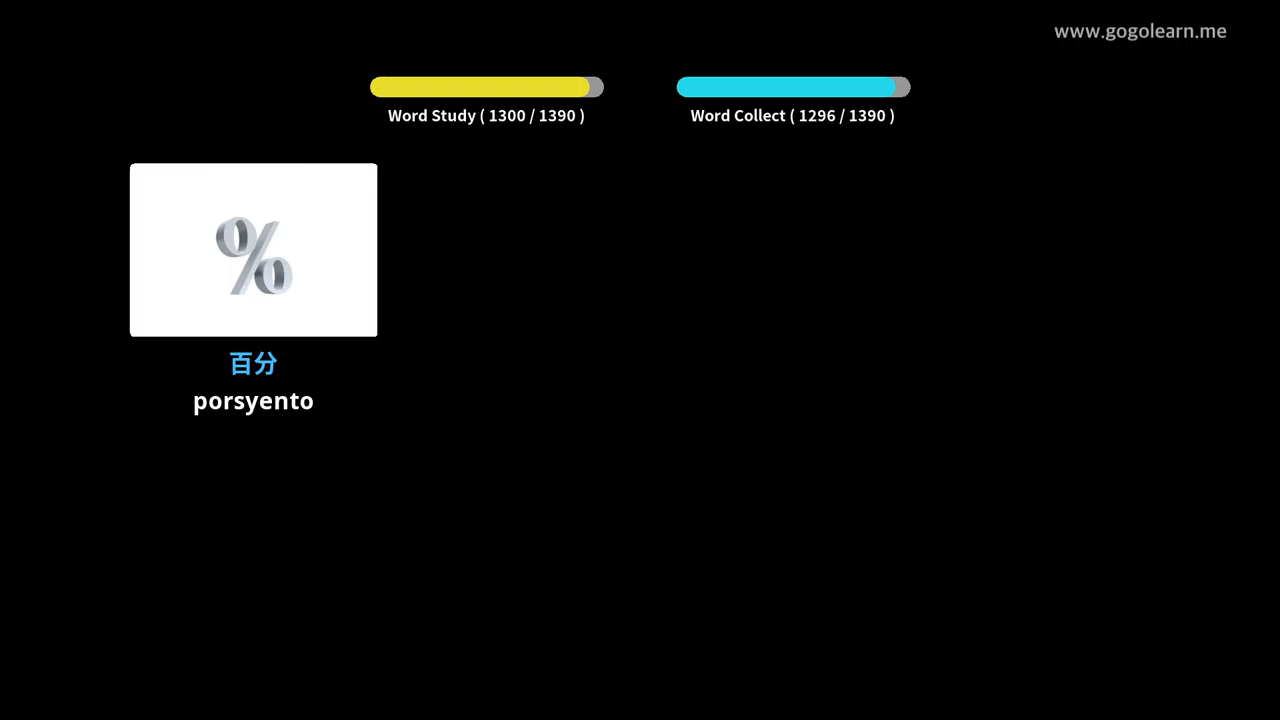 www.gogolearn.me
Word Study ( 1300 / 1390 )
Word Collect ( 1296 / 1390 )
%
百分
porsyento